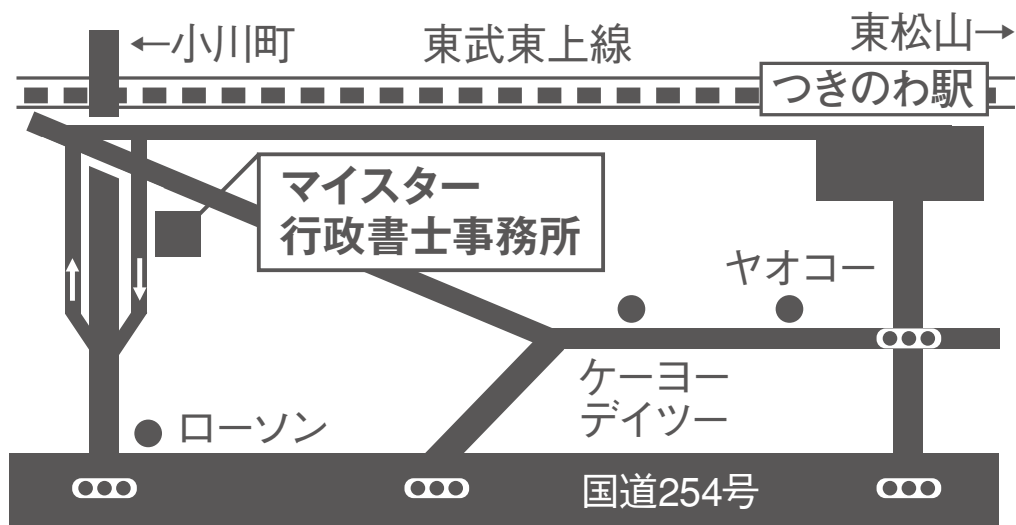 ←小川町
東武東上線
東松山→
つきのわ駅
マイスター
行政書士事務所
ヤオコー
ケーヨー
デイツー
ローソン
国道254号